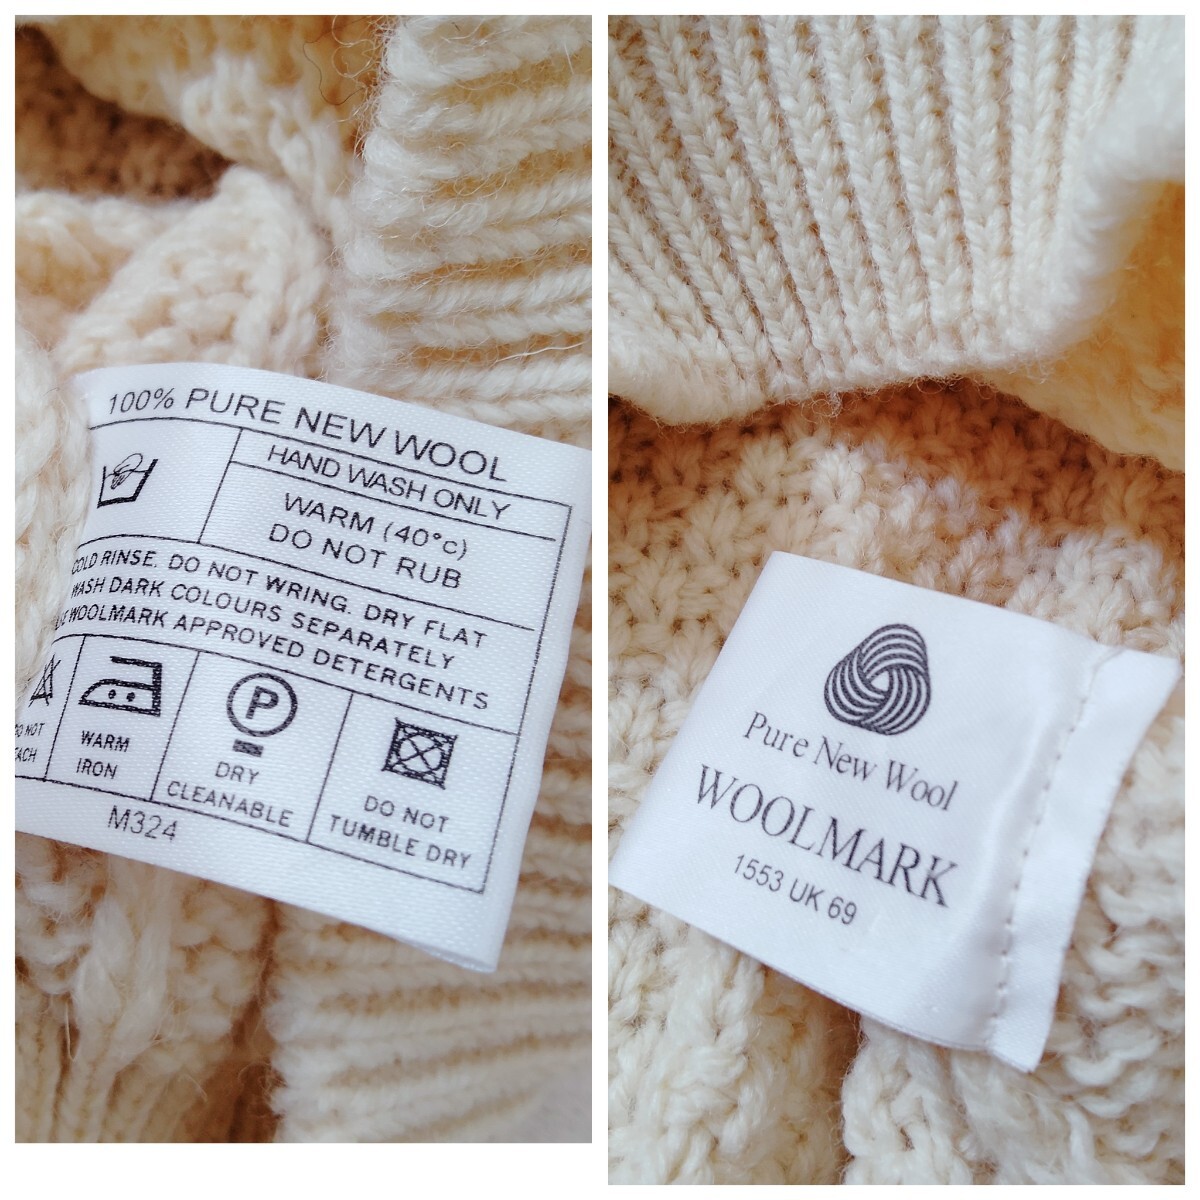 100% PURE NEW WOOL
HAND WASH ONLY
WARM (40°c)
DO NOT RUB
COLD RINSE. DO NOT WRING. DRY FLAT
WASH DARK COLOURS SEPARATELY
WOOLMARK APPROVED DETERGENTS
DO NOT
WARM
IRON
P
DRY
CLEANABLE
DO NOT
TUMBLE DRY
M324
Pure New Wool
WOOLMARK
1553 UK 69